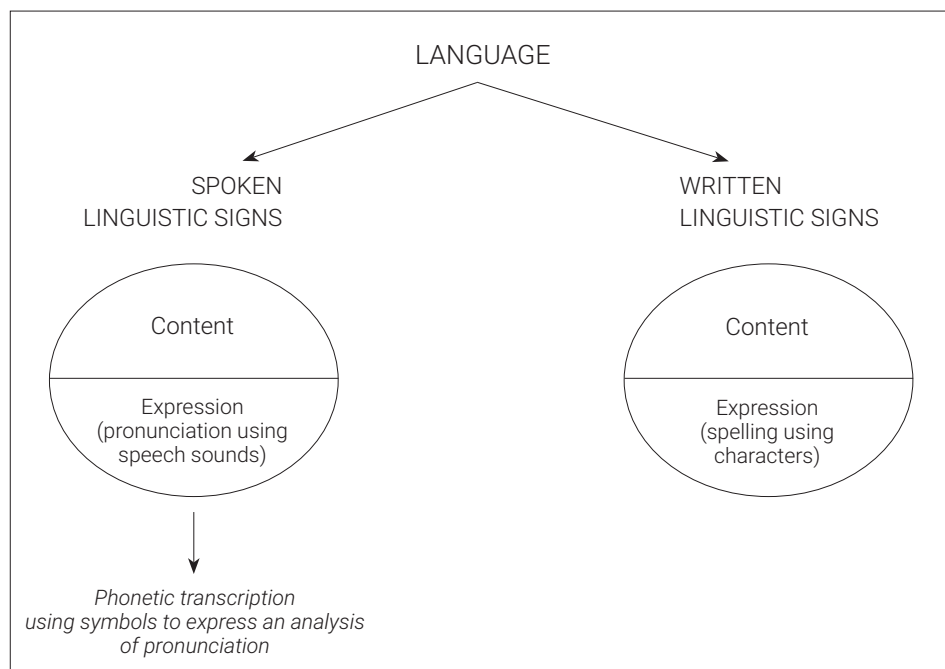 LANGUAGE
SPOKEN
LINGUISTIC SIGNS
WRITTEN
LINGUISTIC SIGNS
Content
Expression
(pronunciation using
speech sounds)
Content
Expression
(spelling using
characters)
Phonetic transcription
using symbols to express an analysis
of pronunciation